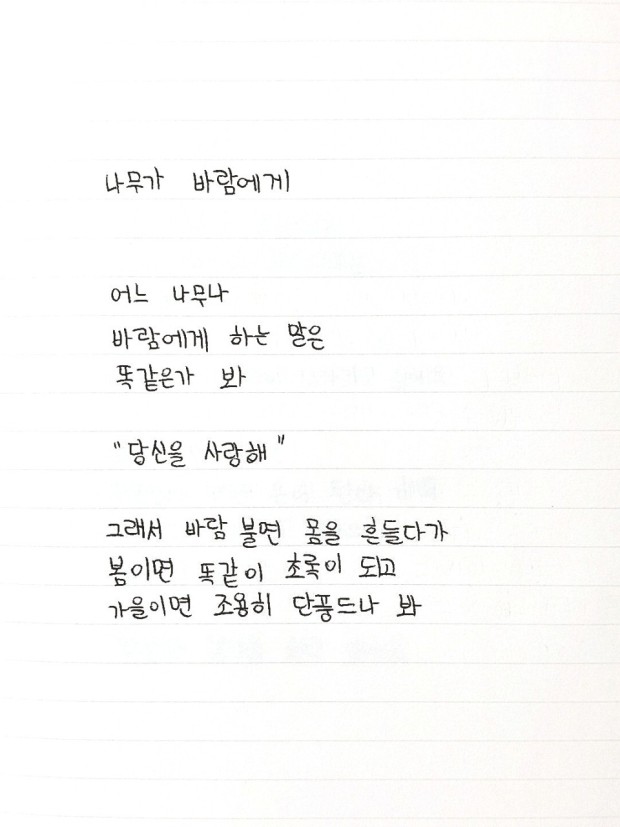 나무가 바람에게
어느 나무나
바람에게 하는 말은
똑같은가 봐
"당신을 사랑해"
그래서 바람 불면 몸을 흔들다가
봄이면 똑같이 초록이 되고
가을이면 조용히 단풍드나 봐